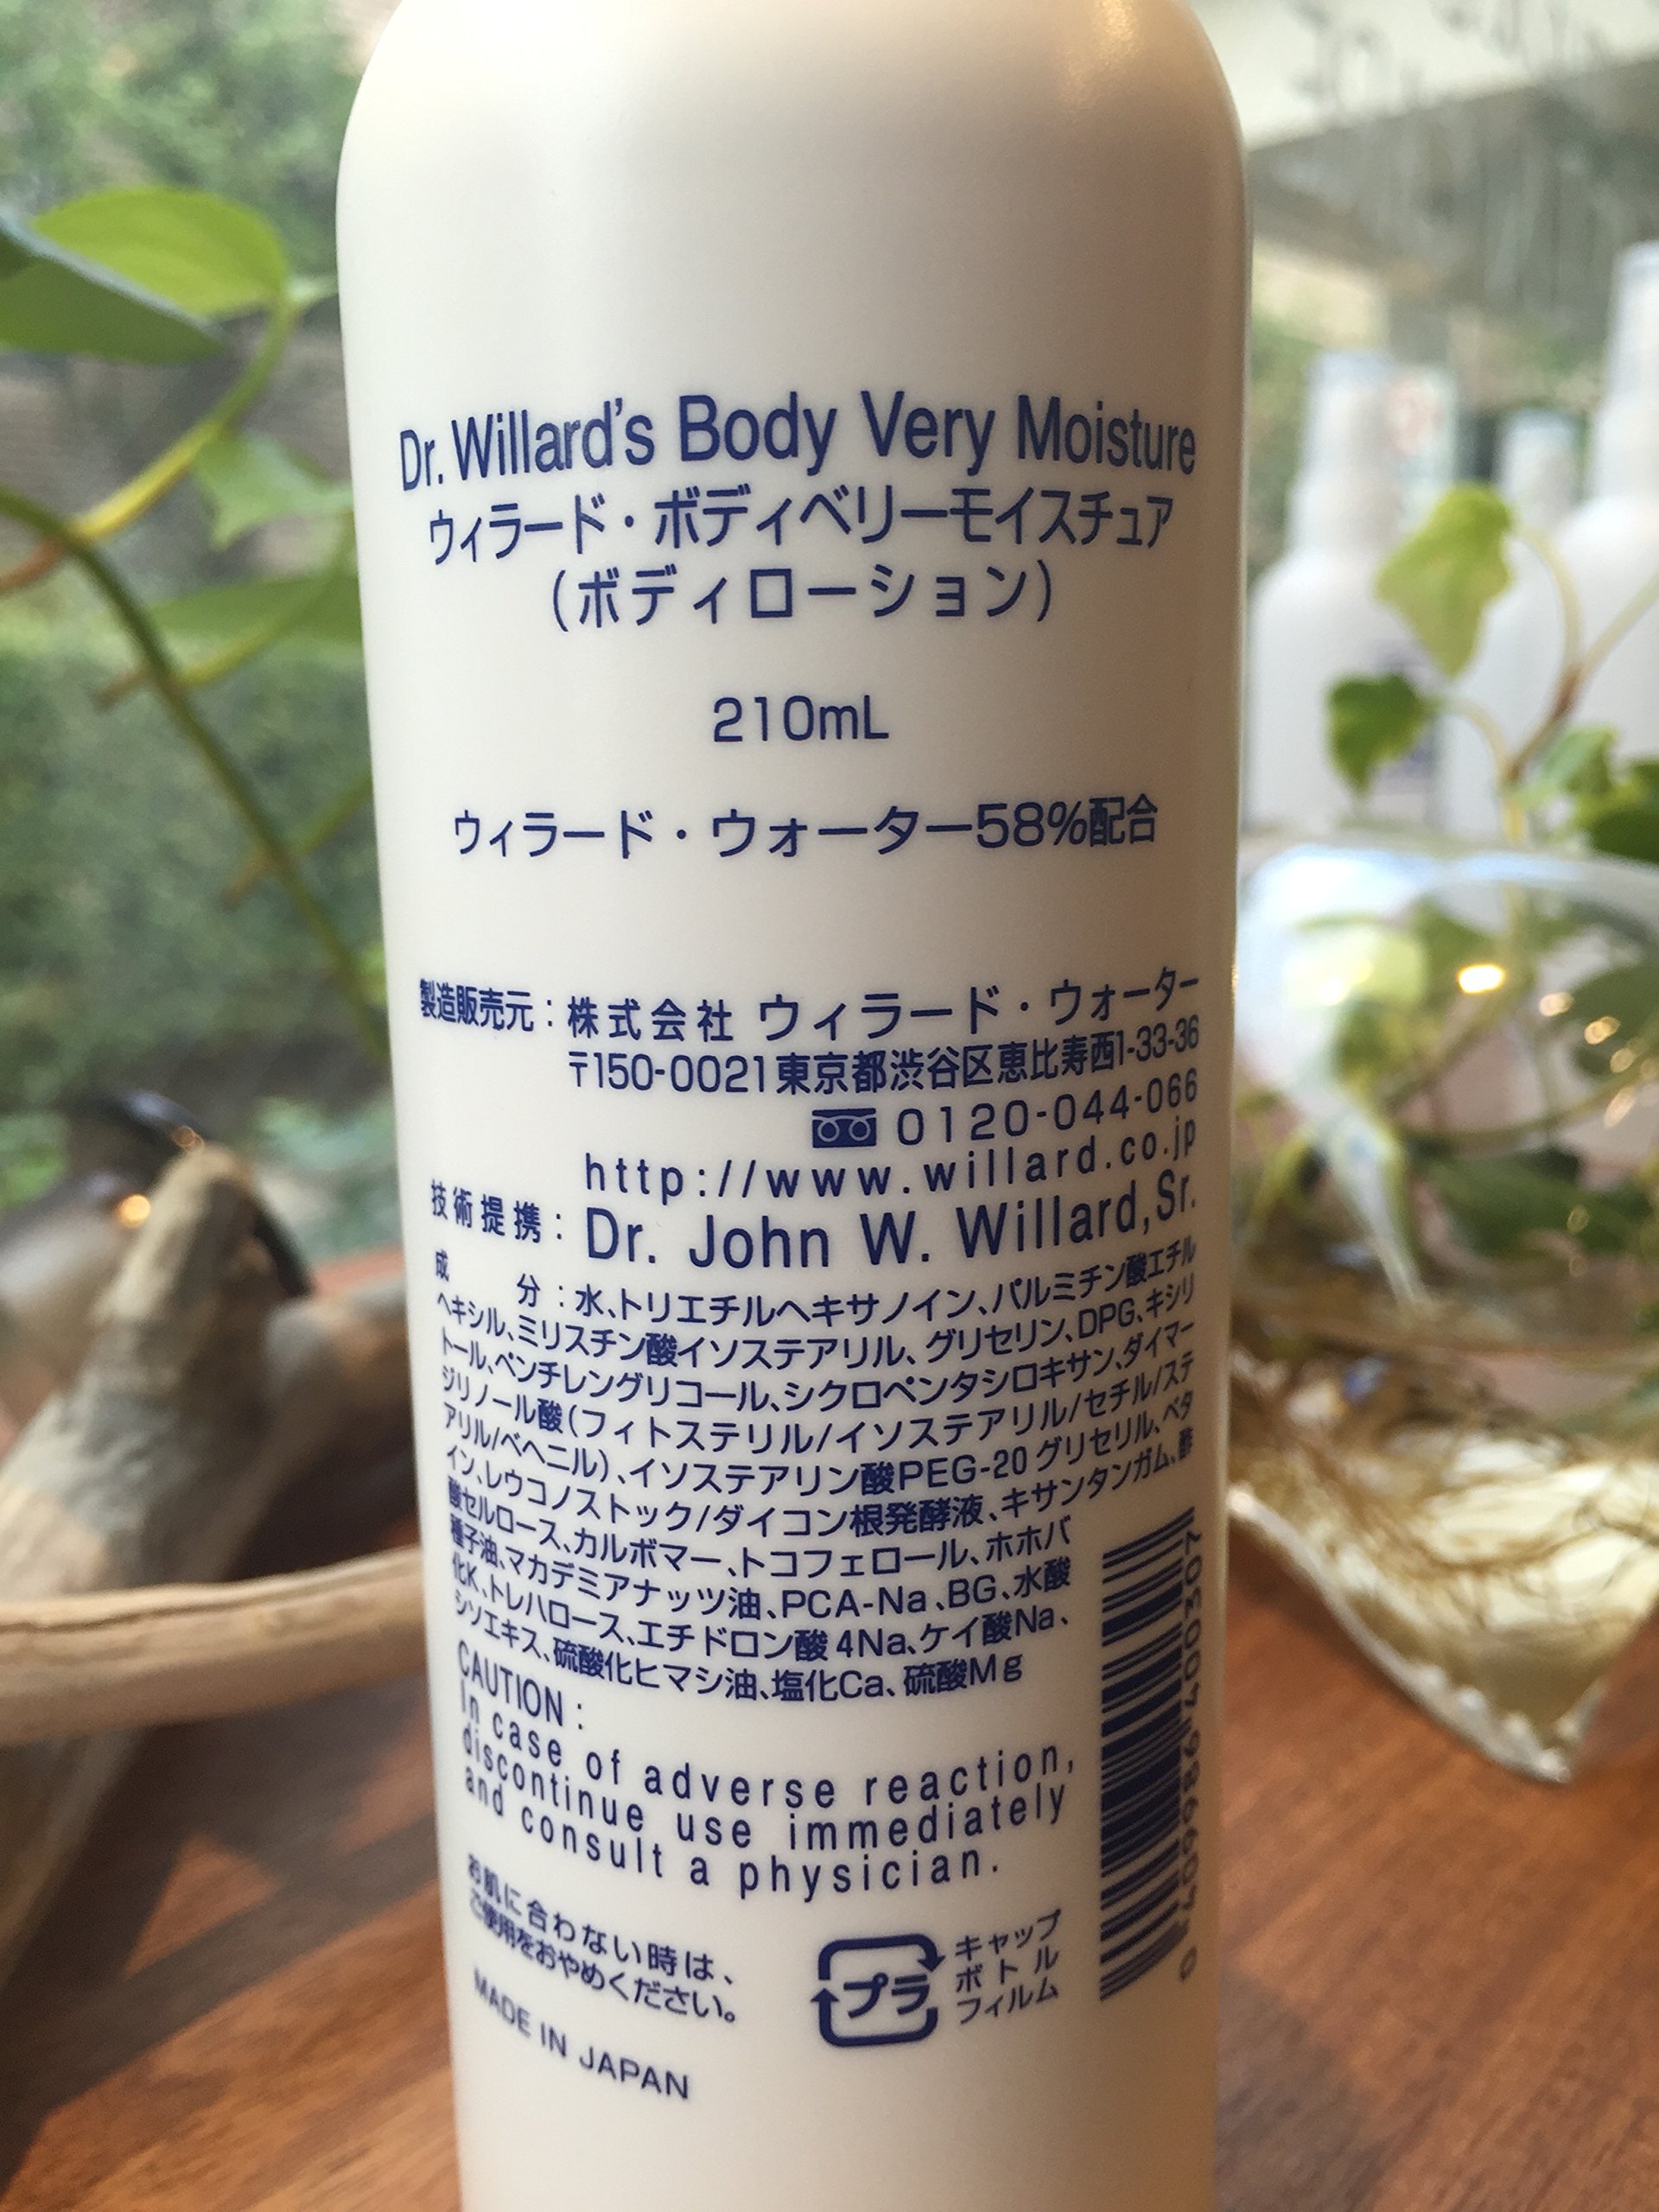 Dr. Willard's Body Very Moisture
ウィラード・ボディベリーモイスチュア
(ボディローション)
210mL
ウィラード・ウォーター58%配合
製造販売元：株式会社 ウィラード・ウォーター
〒150-0021東京都渋谷区恵比寿西1-33-36
0120-044-066
http://www.willard.co.jp
技術提携：Dr. John W. Willard,Sr.
成分：水、トリエチルヘキサノイン、パルミチン酸エチル
ヘキシル、ミリスチン酸イソステアリル、グリセリン、DPG、キシリ
トール、ペンチレングリコール、シクロペンタシロキサン、ダイマー
ジリノール酸(フィトステリル/イソステアリル/セチル/ステ
アリル/ベヘニル)、イソステアリン酸PEG-20グリセリル、ベタ
イン、レウコノストック/ダイコン根発酵液、キサンタンガム、酢
酸セルロース、カルボマー、トコフェロール、ホホバ
種子油、マカデミアナッツ油、PCA-Na、BG、水酸
化K、トレハロース、エチドロン酸4Na、ケイ酸Na、
シソエキス、硫酸化ヒマシ油、塩化Ca、硫酸Mg
CAUTION :
In case of adverse reaction,
discontinue use immediately
and consult a physician.
お肌に合わない時は、
ご使用をおやめください。
MADE IN JAPAN
プラ
キャップ
ボトル
フィルム